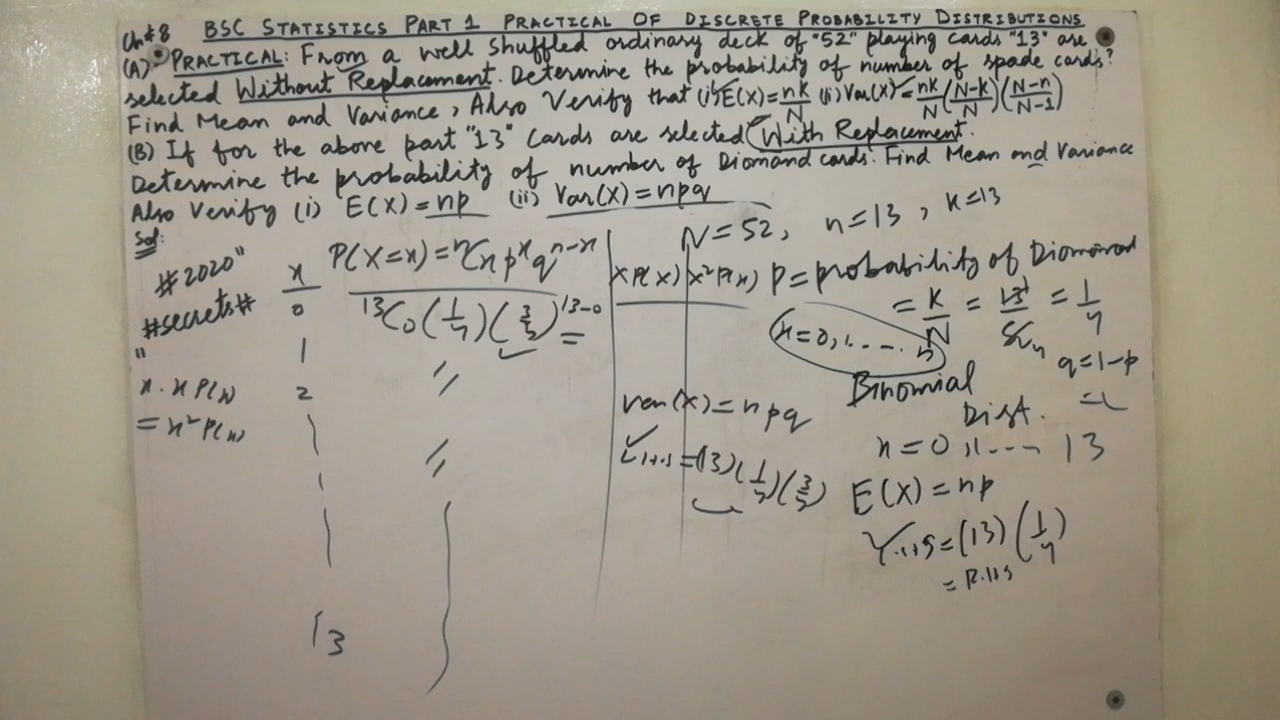 Ch#8 BSC STATISTICS PART 1 PRACTICAL OF DISCRETE PROBABILITY DISTRIBUTIONS
(A) PRACTICAL: From a well shuffled ordinary deck of "52" playing cards "13" are
selected Without Replacement. Determine the probability of number of spade cards?
Find Mean and Variance, Also Verify that (i) E(X) = nk/N (ii) Var(X) = nk/N (N-k/N)(N-n/N-1)
(B) If for the above part "13" Cards are selected With Replacement.
Determine the probability of number of Diomand cards. Find Mean and Variance
Also Verify (i) E(X) = np (ii) Var(X) = npq
Sol:
N = 52, n = 13, k = 13
"#2020"
#secrets#
"
x . x P(x)
= x² P(x)
x
P(X=x) = ⁿCx pˣ qⁿ⁻ˣ
xP(x)
x²P(x)
0
¹³C₀ (1/4) (3/4)¹³⁻⁰ =
1
2
"
"
13
P = probability of Diomond
= K/N = 13/52 = 1/4
x = 0, 1 ..... n
q = 1-p
Binomial
Dist.
x = 0, 1 ---- 13
Var(X) = npq
L.H.S = (13)(1/4)(3/4)
E(X) = np
L.H.S = (13)(1/4)
= R.H.S